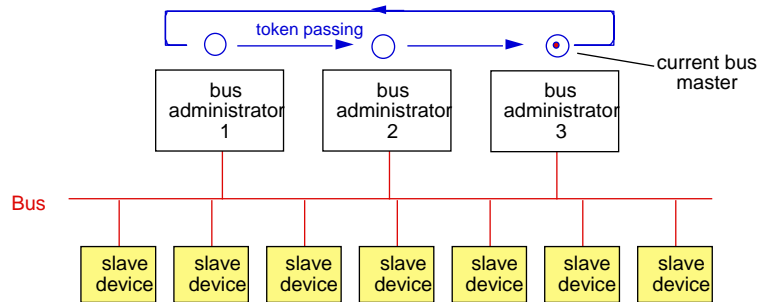 token passing
current bus
master
bus
administrator
1
bus
administrator
2
bus
administrator
3
Bus
slave
device
slave
device
slave
device
slave
device
slave
device
slave
device
slave
device